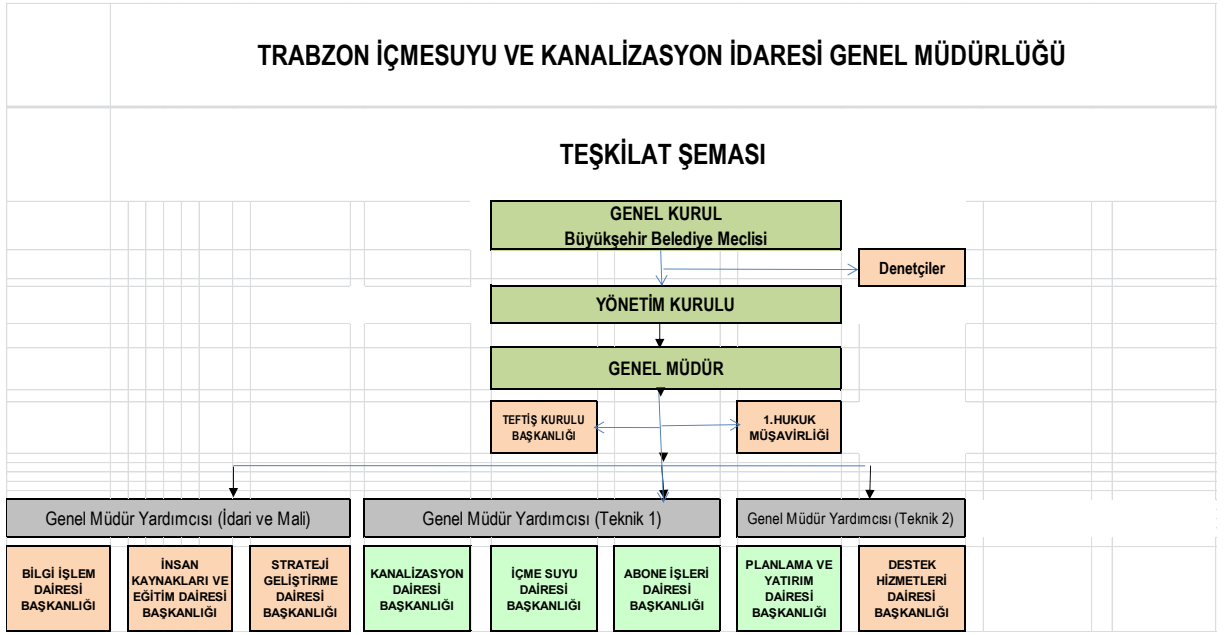 TRABZON İÇMESUYU VE KANALİZASYON İDARESİ GENEL MÜDÜRLÜĞÜ
TEŞKİLAT ŞEMASI
GENEL KURUL
Büyükşehir Belediye Meclisi
Denetçiler
YÖNETİM KURULU
GENEL MÜDÜR
TEFTİŞ KURULU
BAŞKANLIĞI
1.HUKUK
MÜŞAVİRLİĞİ
Genel Müdür Yardımcısı (İdari ve Mali)
Genel Müdür Yardımcısı (Teknik 1)
Genel Müdür Yardımcısı (Teknik 2)
BİLGİ İŞLEM
DAİRESİ
BAŞKANLIĞI
İNSAN
KAYNAKLARI VE
EĞİTİM DAİRESİ
BAŞKANLIĞI
STRATEJİ
GELİŞTİRME
DAİRESİ
BAŞKANLIĞI
KANALİZASYON
DAİRESİ
BAŞKANLIĞI
İÇME SUYU
DAİRESİ
BAŞKANLIĞI
ABONE İŞLERİ
DAİRESİ
BAŞKANLIĞI
PLANLAMA VE
YATIRIM
DAİRESİ
BAŞKANLIĞI
DESTEK
HİZMETLERİ
DAİRESİ
BAŞKANLIĞI